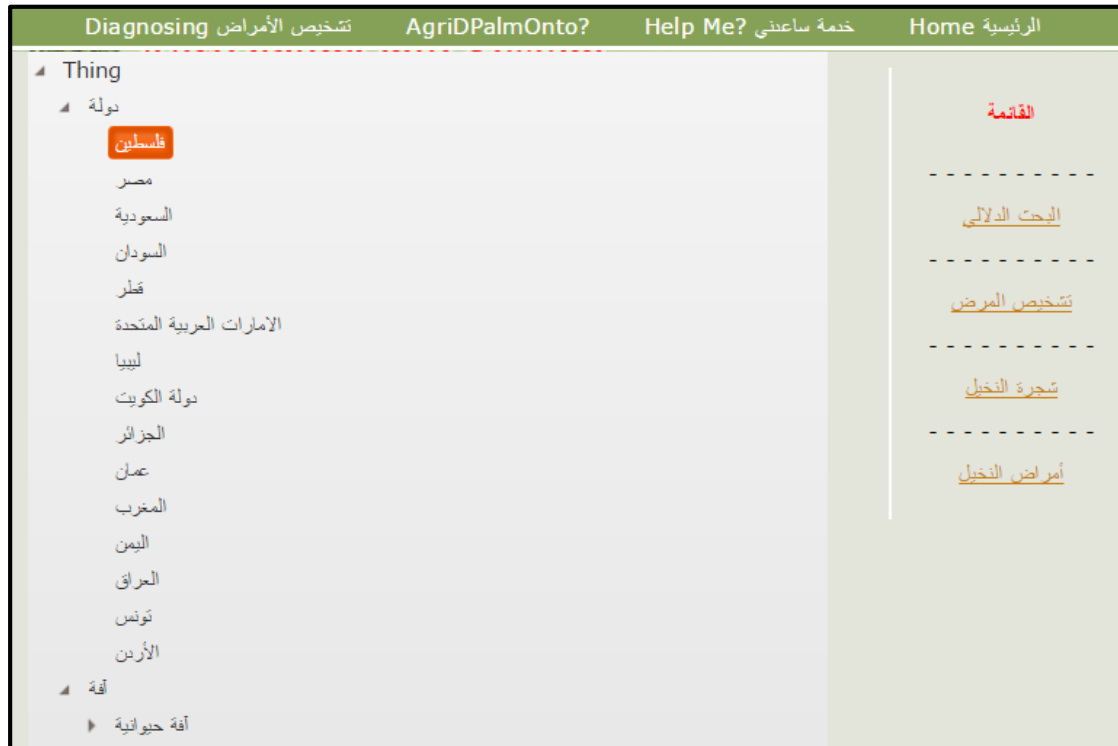 الرئيسية Home
خدمة ساعدني Help Me?
AgriDPalmOnto?
تشخيص الأمراض Diagnosing
Thing
دولة
فلسطين
مصر
السعودية
السودان
قطر
الامارات العربية المتحدة
ليبيا
دولة الكويت
الجزائر
عمان
المغرب
اليمن
العراق
تونس
الأردن
آفة
آفة حيوانية
القائمة
- - - - - - - - - -
البحث الدلالي
- - - - - - - - - -
تشخيص المرض
- - - - - - - - - -
شجرة النخيل
- - - - - - - - - -
أمراض النخيل